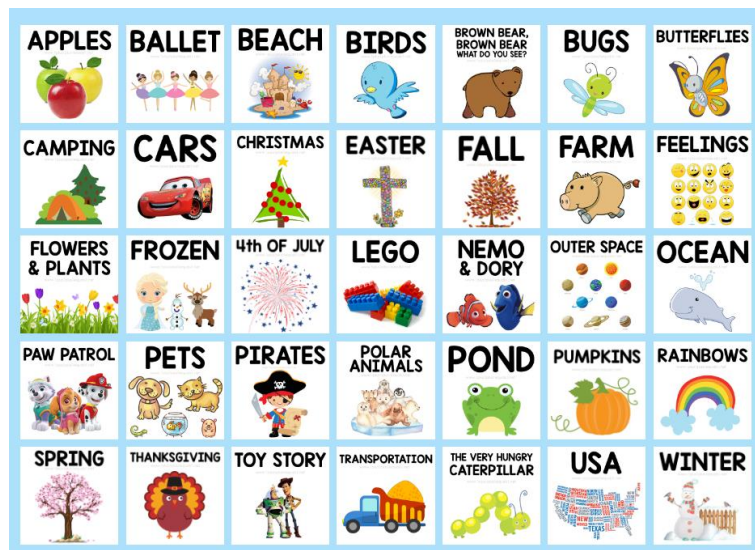 APPLES
BALLET
BEACH
BIRDS
BROWN BEAR,
BROWN BEAR
WHAT DO YOU SEE?
BUGS
BUTTERFLIES
CAMPING
CARS
CHRISTMAS
EASTER
FALL
FARM
FEELINGS
FLOWERS
& PLANTS
FROZEN
4th OF JULY
LEGO
NEMO
& DORY
OUTER SPACE
OCEAN
PAW PATROL
PETS
PIRATES
POLAR
ANIMALS
POND
PUMPKINS
RAINBOWS
SPRING
THANKSGIVING
TOY STORY
TRANSPORTATION
THE VERY HUNGRY
CATERPILLAR
USA
TEXAS
WINTER